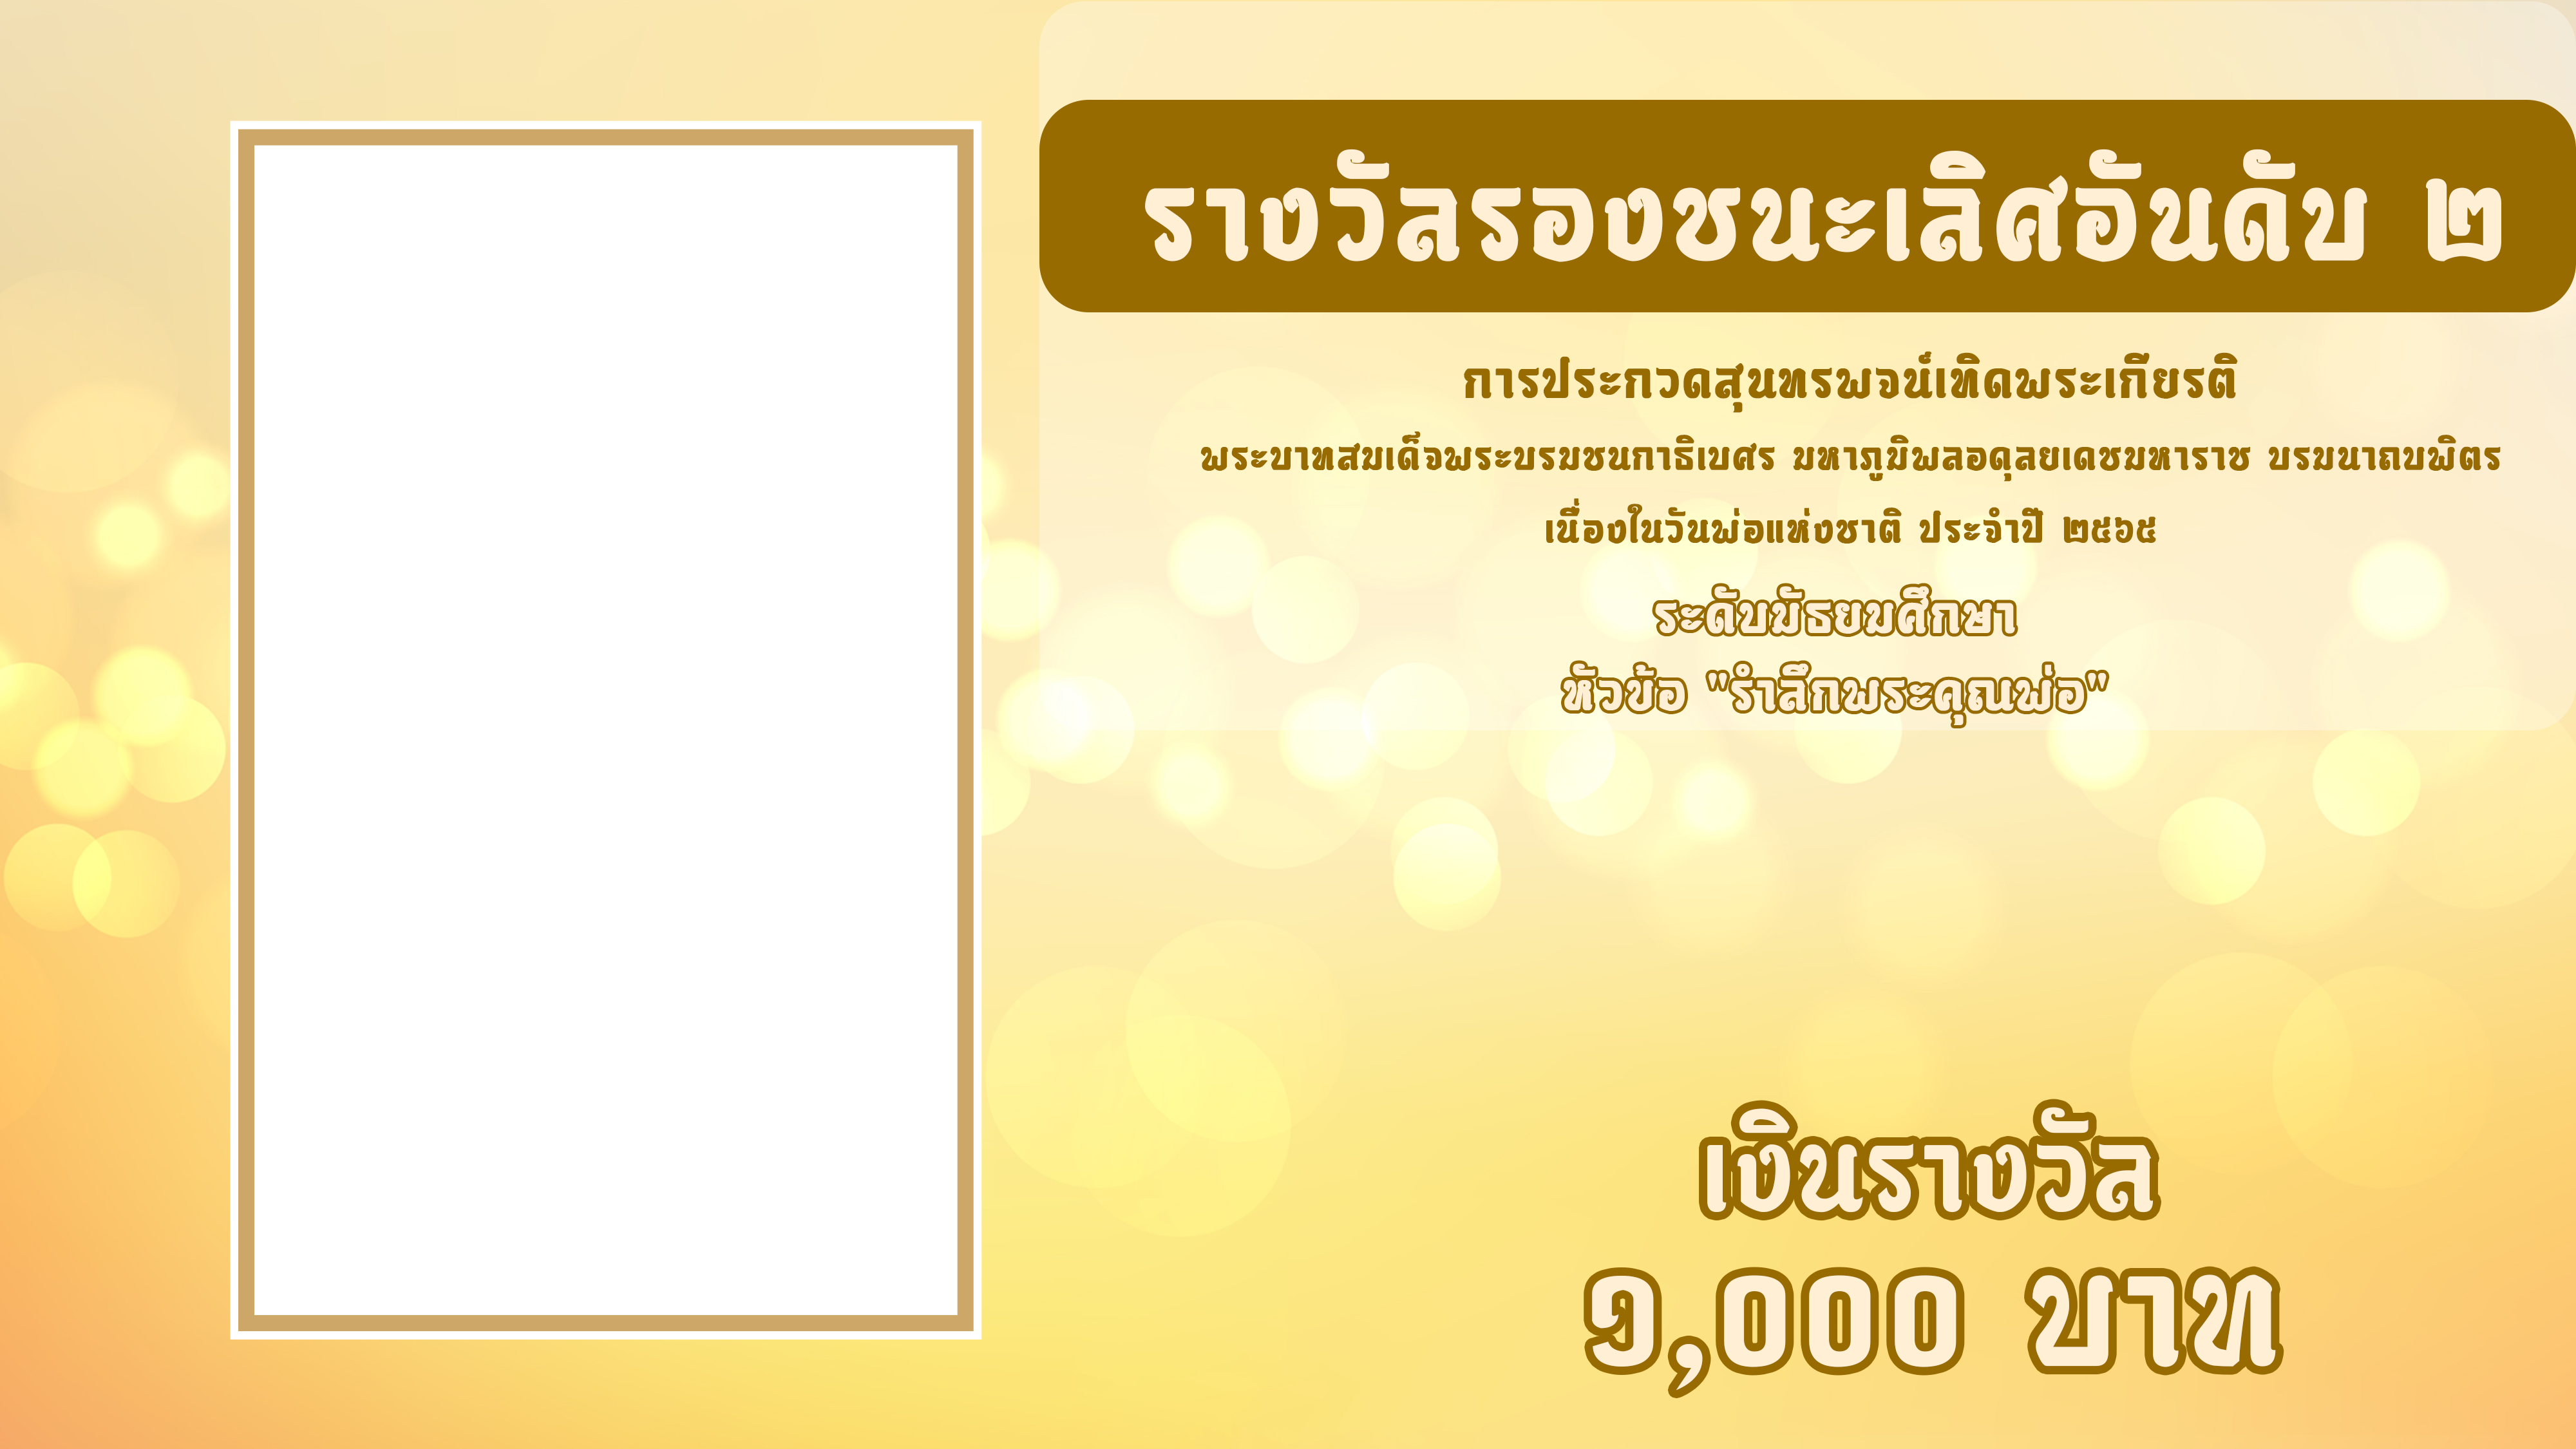 รางวัลรองชนะเลิศอันดับ ๒
การประกวดสุนทรพจน์เทิดพระเกียรติ
พระบาทสมเด็จพระบรมชนกาธิเบศร มหาภูมิพลอดุลยเดชมหาราช บรมนาถบพิตร
เนื่องในวันพ่อแห่งชาติ ประจำปี ๒๕๖๕
ระดับมัธยมศึกษา
หัวข้อ "รำลึกพระคุณพ่อ"
เงินรางวัล
๑,๐๐๐ บาท